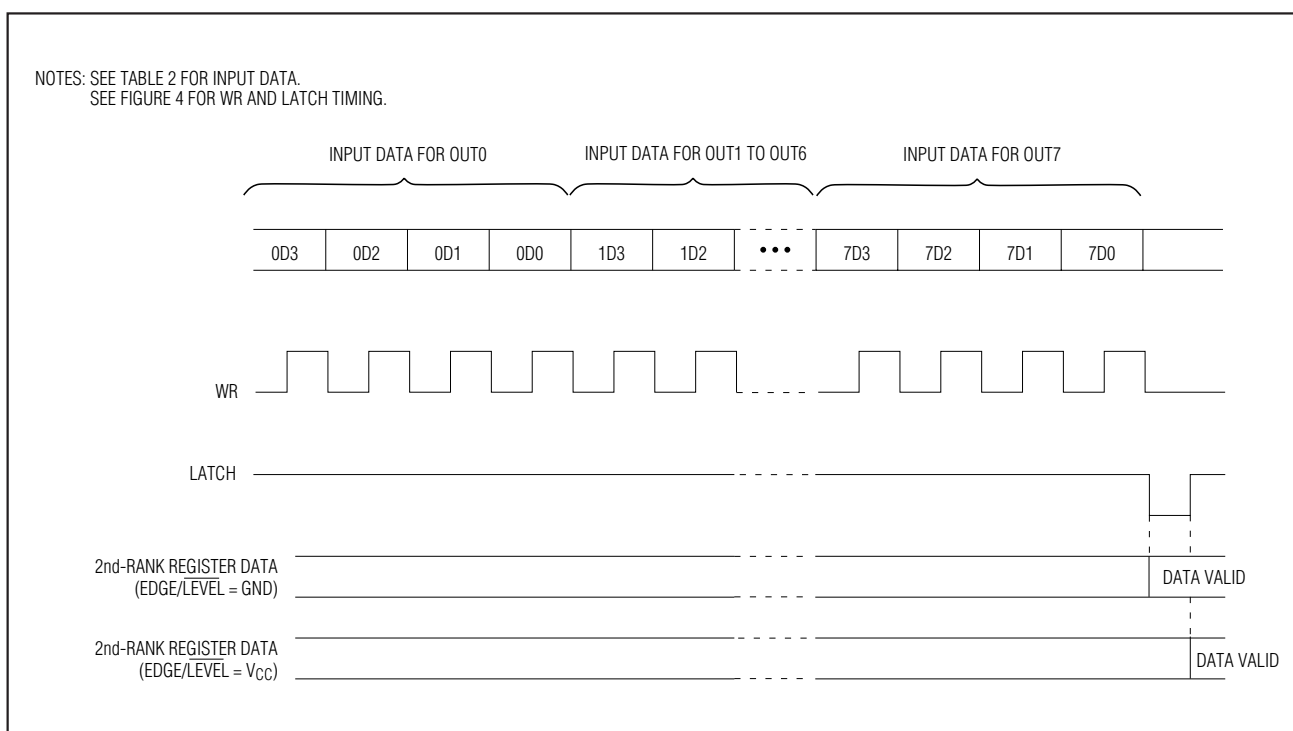 NOTES: SEE TABLE 2 FOR INPUT DATA.
SEE FIGURE 4 FOR WR AND LATCH TIMING.
INPUT DATA FOR OUT0 INPUT DATA FOR OUT1 TO OUT6 INPUT DATA FOR OUT7
0D3 0D2 0D1 0D0 1D3 1D2 ••• 7D3 7D2 7D1 7D0
WR
LATCH
2nd-RANK REGISTER DATA
(EDGE/L̅E̅V̅E̅L̅ = GND)
DATA VALID
2nd-RANK REGISTER DATA
(EDGE/L̅E̅V̅E̅L̅ = VCC)
DATA VALID